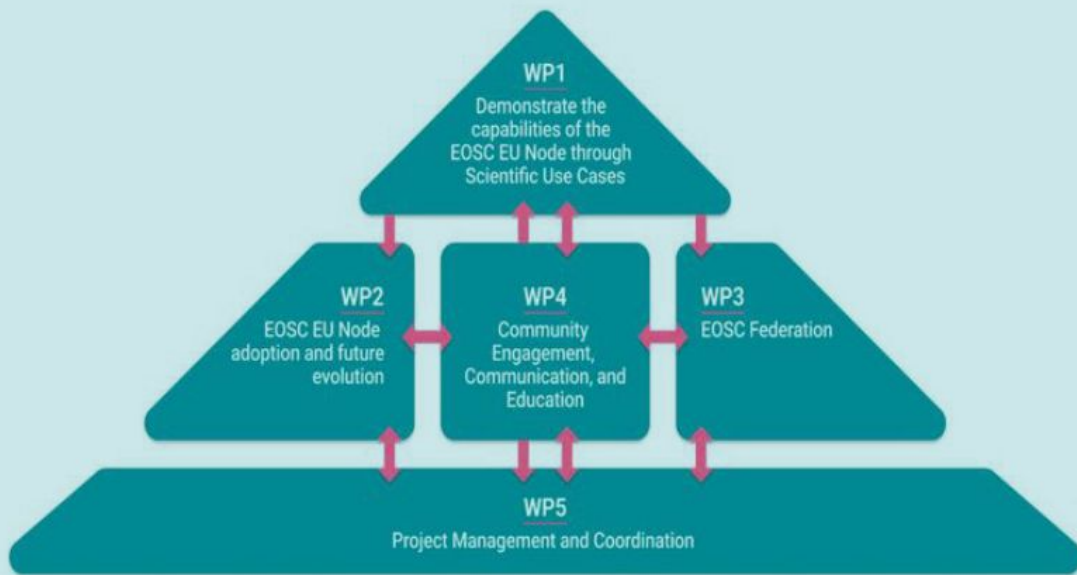 WP1
Demonstrate the
capabilities of the
EOSC EU Node through
Scientific Use Cases
WP2
EOSC EU Node
adoption and future
evolution
WP4
Community
Engagement,
Communication, and
Education
WP3
EOSC Federation
WP5
Project Management and Coordination